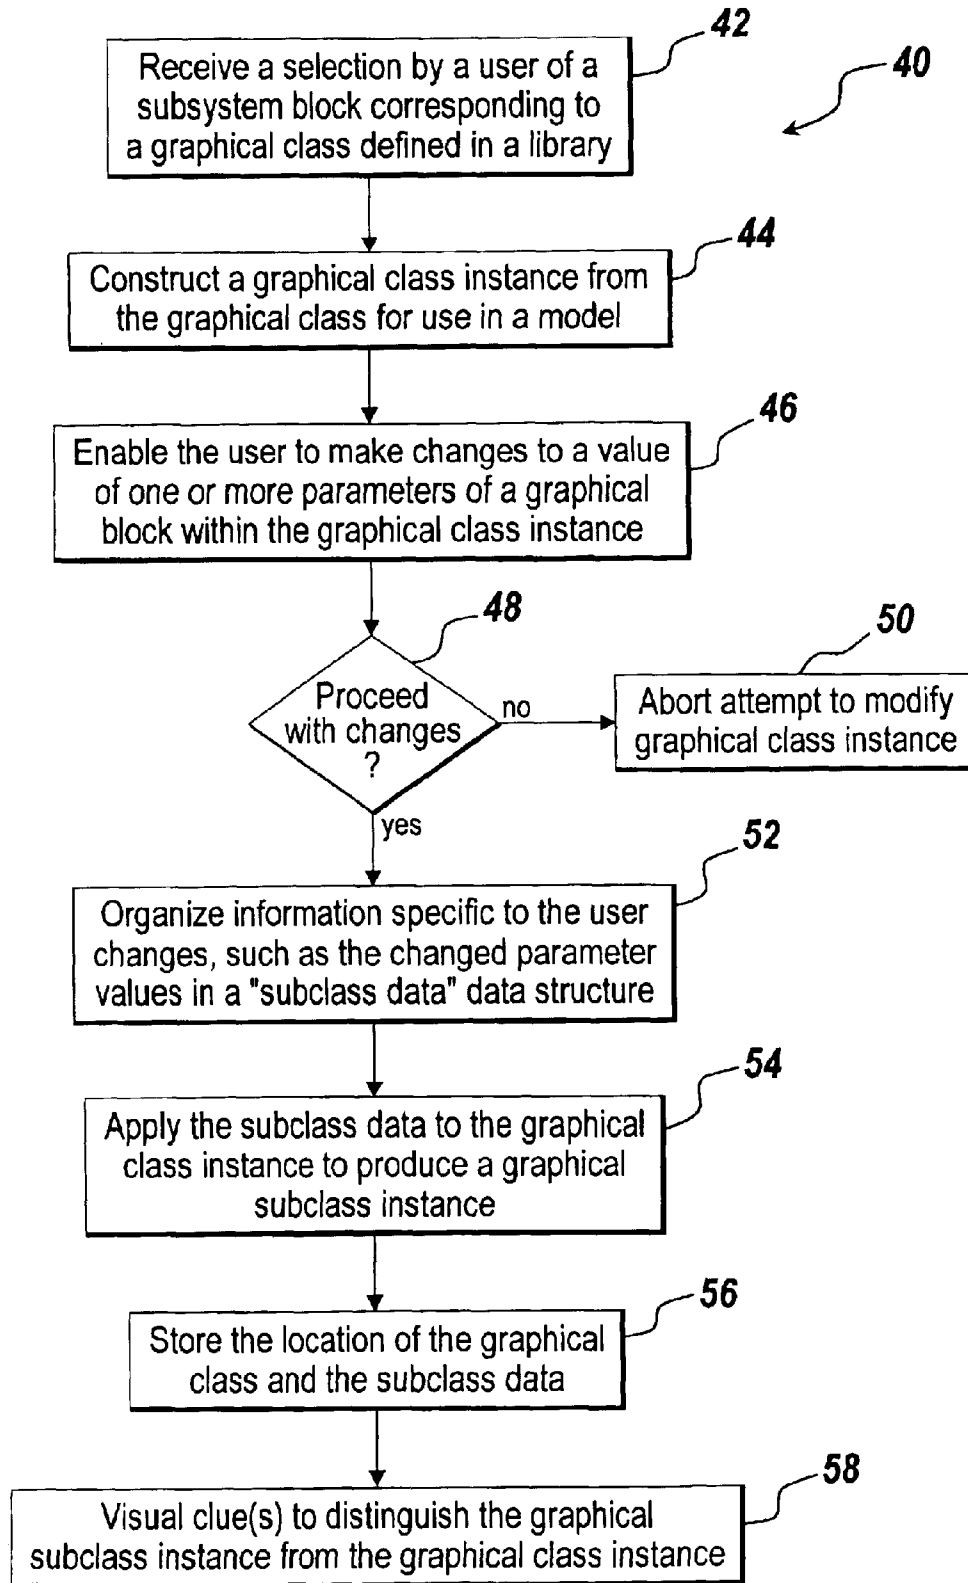 42
40
Receive a selection by a user of a
subsystem block corresponding to
a graphical class defined in a library
44
Construct a graphical class instance from
the graphical class for use in a model
46
Enable the user to make changes to a value
of one or more parameters of a graphical
block within the graphical class instance
48
Proceed
with changes
?
no
50
Abort attempt to modify
graphical class instance
yes
52
Organize information specific to the user
changes, such as the changed parameter
values in a "subclass data" data structure
54
Apply the subclass data to the graphical
class instance to produce a graphical
subclass instance
56
Store the location of the graphical
class and the subclass data
58
Visual clue(s) to distinguish the graphical
subclass instance from the graphical class instance